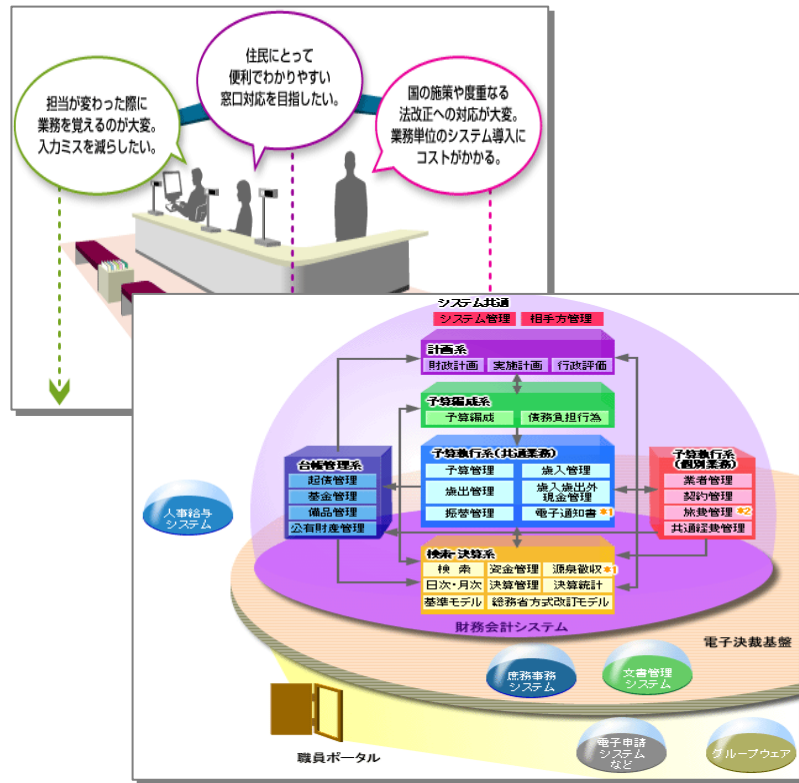 担当が変わった際に
業務を覚えるのが大変。
入力ミスを減らしたい。
住民にとって
便利でわかりやすい
窓口対応を目指したい。
国の施策や度重なる
法改正への対応が大変。
業務単位のシステム導入に
コストがかかる。
システム共通
システム管理 相手方管理
計画系
財政計画 実施計画 行政評価
予算編成系
予算編成 債務負担行為
台帳管理系
起債管理
基金管理
備品管理
公有財産管理
予算執行系(共通業務)
予算管理 歳入管理
歳出管理 歳入歳出外
現金管理
振替管理 電子通知書 *1
予算執行系
(個別業務)
業者管理
契約管理
旅費管理 *2
共通経費管理
検索・決算系
検 索 資金管理 源泉徴収 *1
日次・月次 決算管理 決算統計
基準モデル 総務省方式改訂モデル
財務会計システム
人事給与
システム
電子決裁基盤
庶務事務
システム
文書管理
システム
職員ポータル
電子申請
システム
など
グループウェア